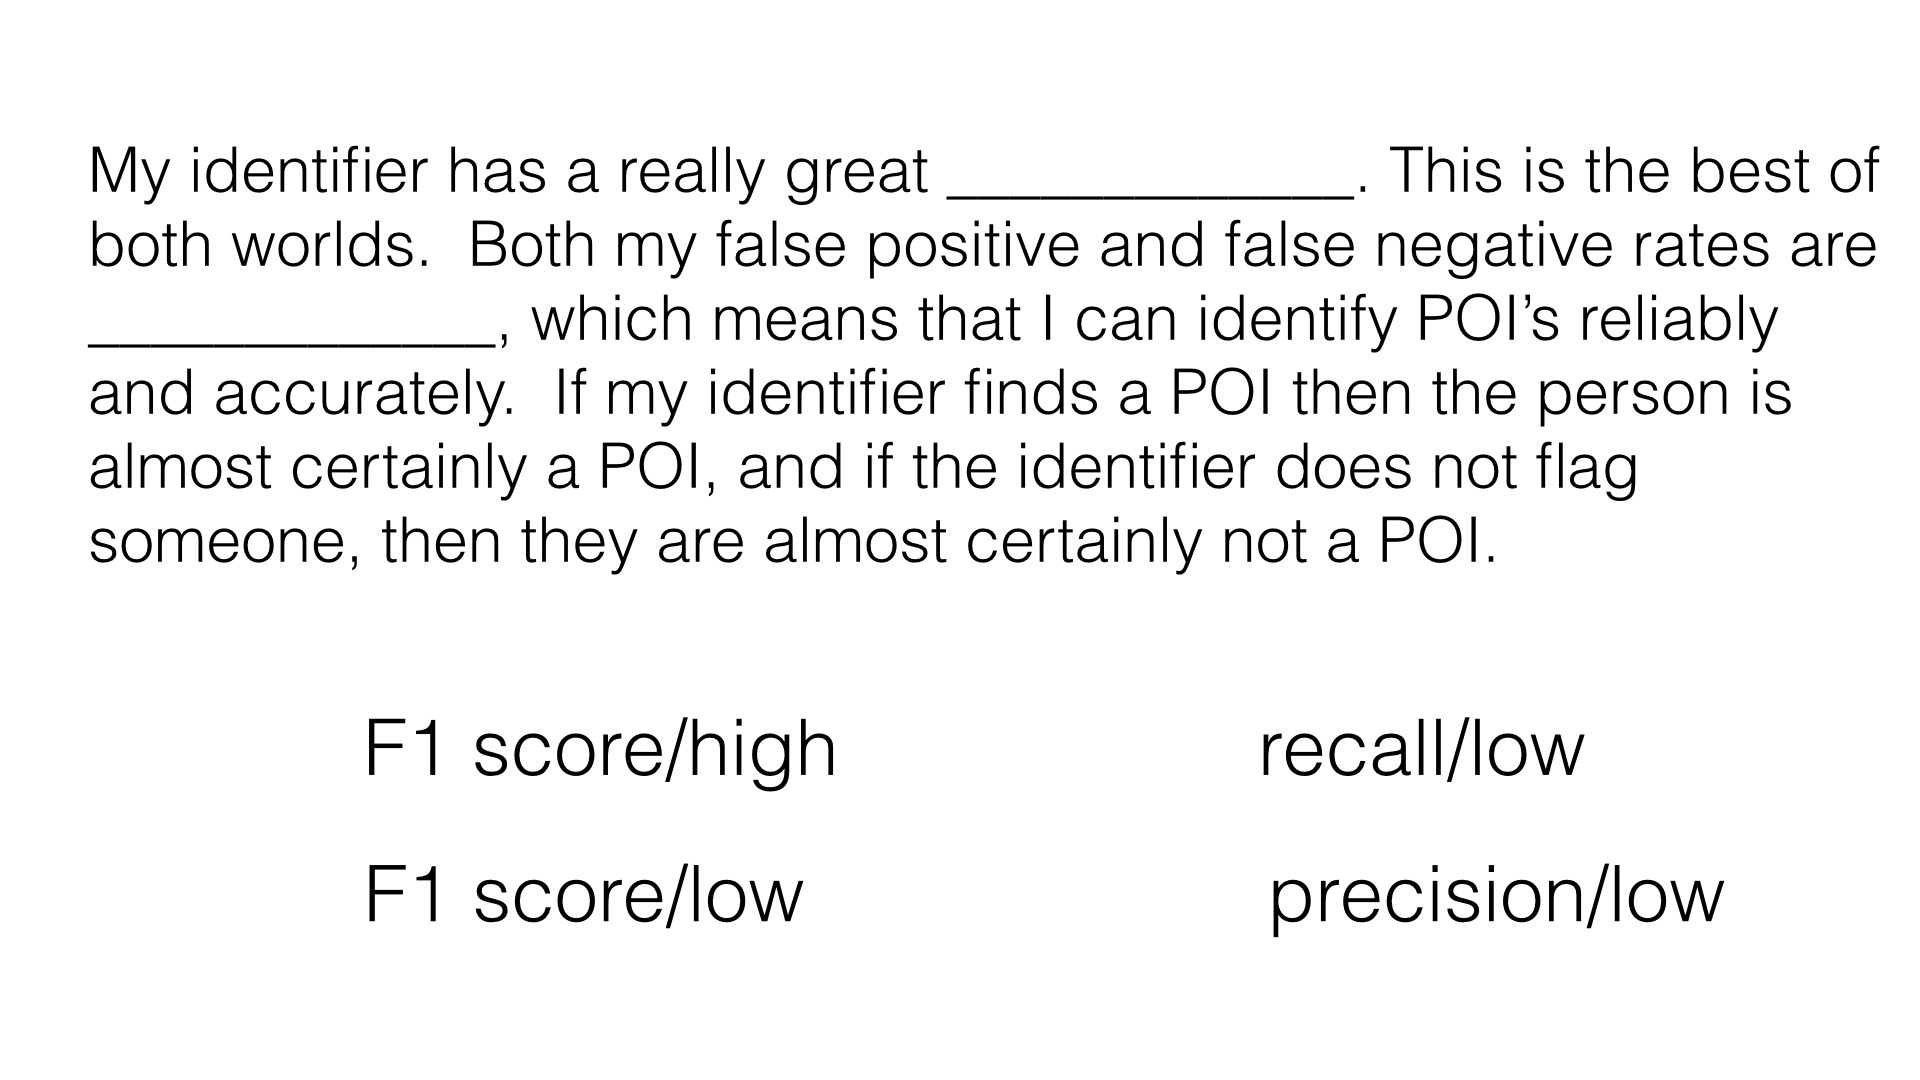 My identifier has a really great _____________. This is the best of
both worlds.  Both my false positive and false negative rates are
_____________, which means that I can identify POI’s reliably
and accurately.  If my identifier finds a POI then the person is
almost certainly a POI, and if the identifier does not flag
someone, then they are almost certainly not a POI.
F1 score/high
recall/low
F1 score/low
precision/low